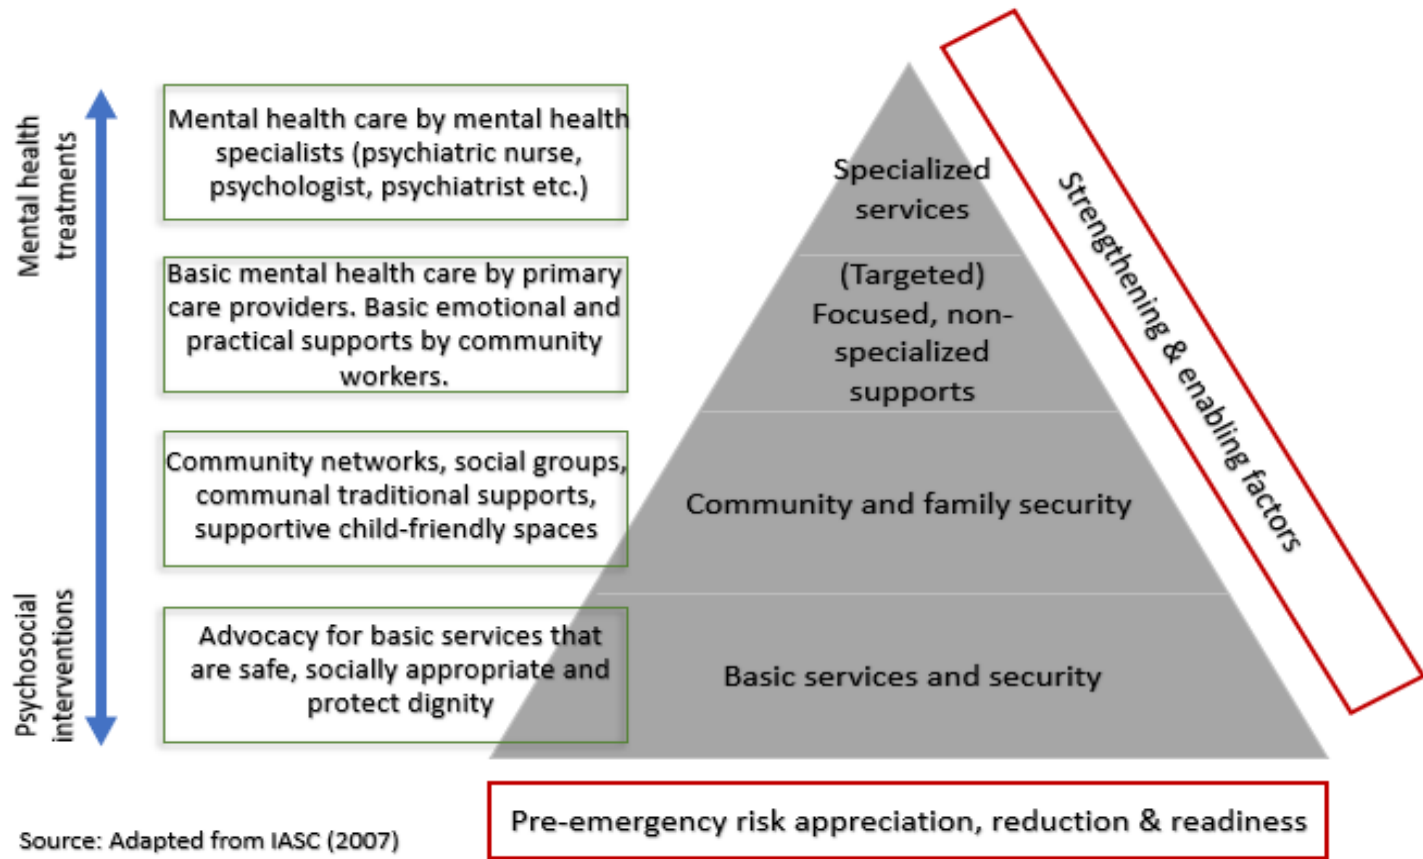 Mental health
treatments
Psychosocial
interventions
Mental health care by mental health
specialists (psychiatric nurse,
psychologist, psychiatrist etc.)
Basic mental health care by primary
care providers. Basic emotional and
practical supports by community
workers.
Community networks, social groups,
communal traditional supports,
supportive child-friendly spaces
Advocacy for basic services that
are safe, socially appropriate and
protect dignity
Specialized
services
(Targeted)
Focused, non-
specialized
supports
Community and family security
Basic services and security
Strengthening & enabling factors
Pre-emergency risk appreciation, reduction & readiness
Source: Adapted from IASC (2007)